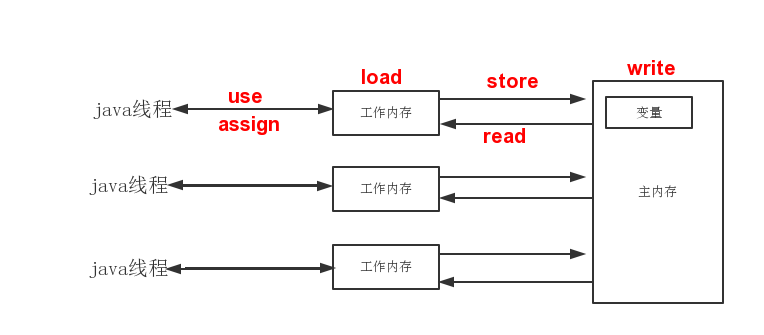 write
load
store
use
java线程
工作内存
变量
assign
read
java线程
工作内存
主内存
java线程
工作内存